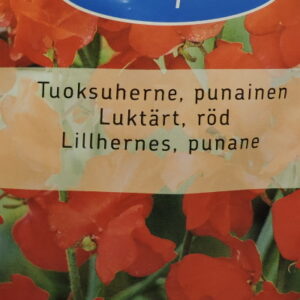 Tuoksuherne, punainen
Luktärt, röd
Lillhernes, punane